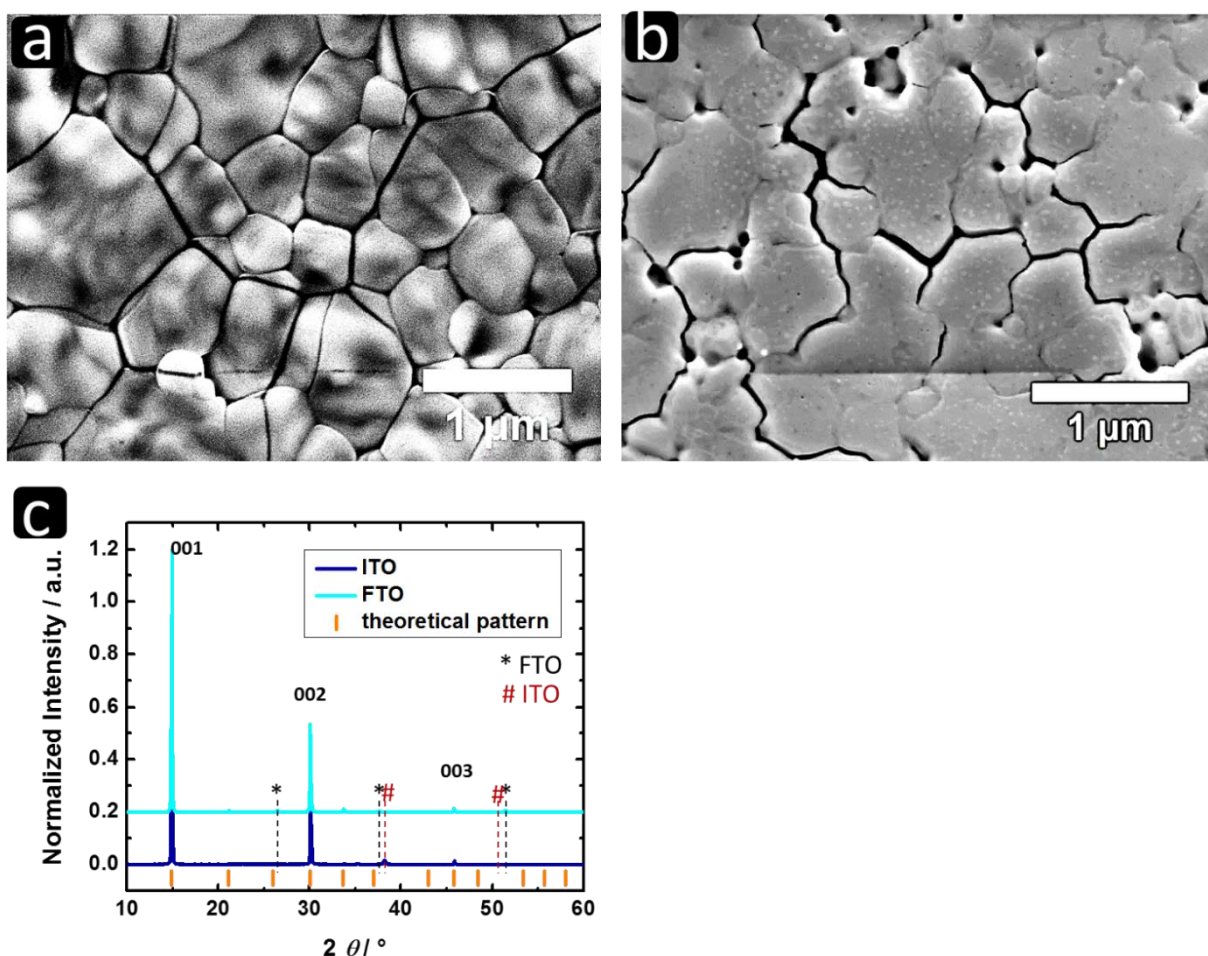 a
1 μm
b
1 μm
c
Normalized Intensity / a.u.
1.2
1.0
0.8
0.6
0.4
0.2
0.0
001
002
003
ITO
FTO
theoretical pattern
* FTO
# ITO
*
*
#
#
*
10
20
30
40
50
60
2 θ / °